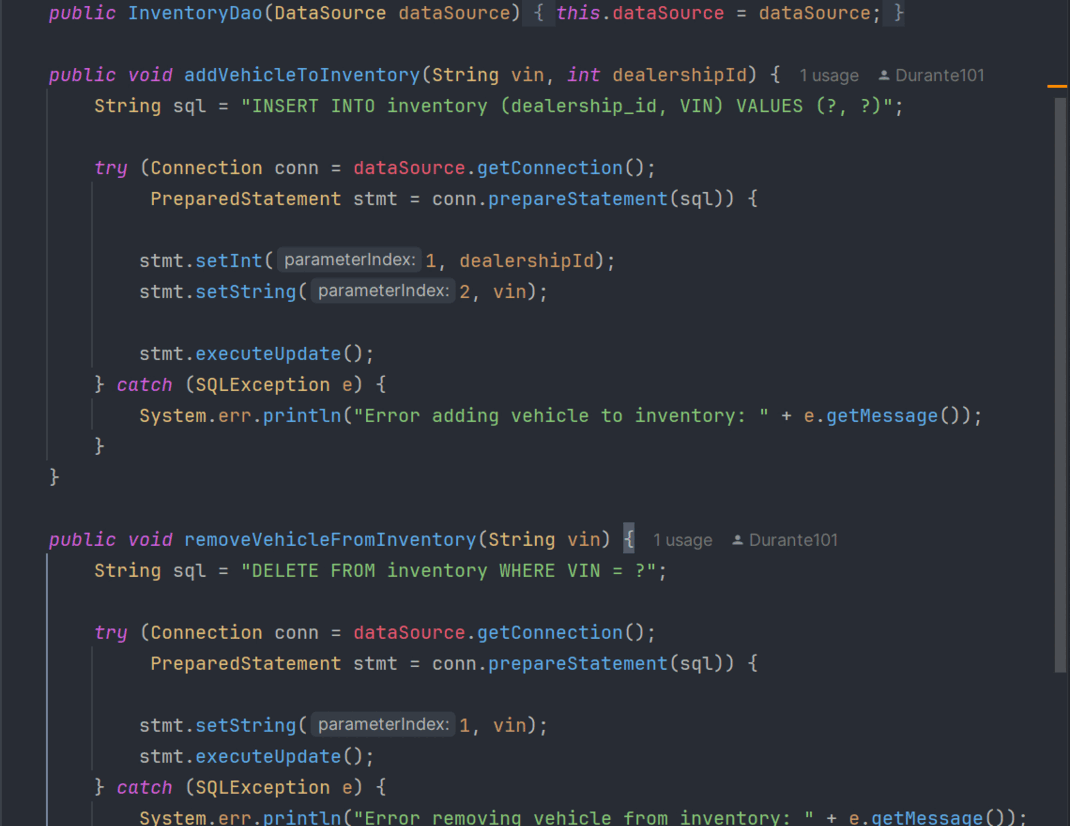 public InventoryDao(DataSource dataSource) { this.dataSource = dataSource; }
public void addVehicleToInventory(String vin, int dealershipId) { 1 usage Durante101
String sql = "INSERT INTO inventory (dealership_id, VIN) VALUES (?, ?)";
try (Connection conn = dataSource.getConnection();
PreparedStatement stmt = conn.prepareStatement(sql)) {
stmt.setInt( parameterIndex: 1, dealershipId);
stmt.setString( parameterIndex: 2, vin);
stmt.executeUpdate();
} catch (SQLException e) {
System.err.println("Error adding vehicle to inventory: " + e.getMessage());
}
}
public void removeVehicleFromInventory(String vin) { 1 usage Durante101
String sql = "DELETE FROM inventory WHERE VIN = ?";
try (Connection conn = dataSource.getConnection();
PreparedStatement stmt = conn.prepareStatement(sql)) {
stmt.setString( parameterIndex: 1, vin);
stmt.executeUpdate();
} catch (SQLException e) {
System.err.println("Error removing vehicle from inventory: " + e.getMessage());